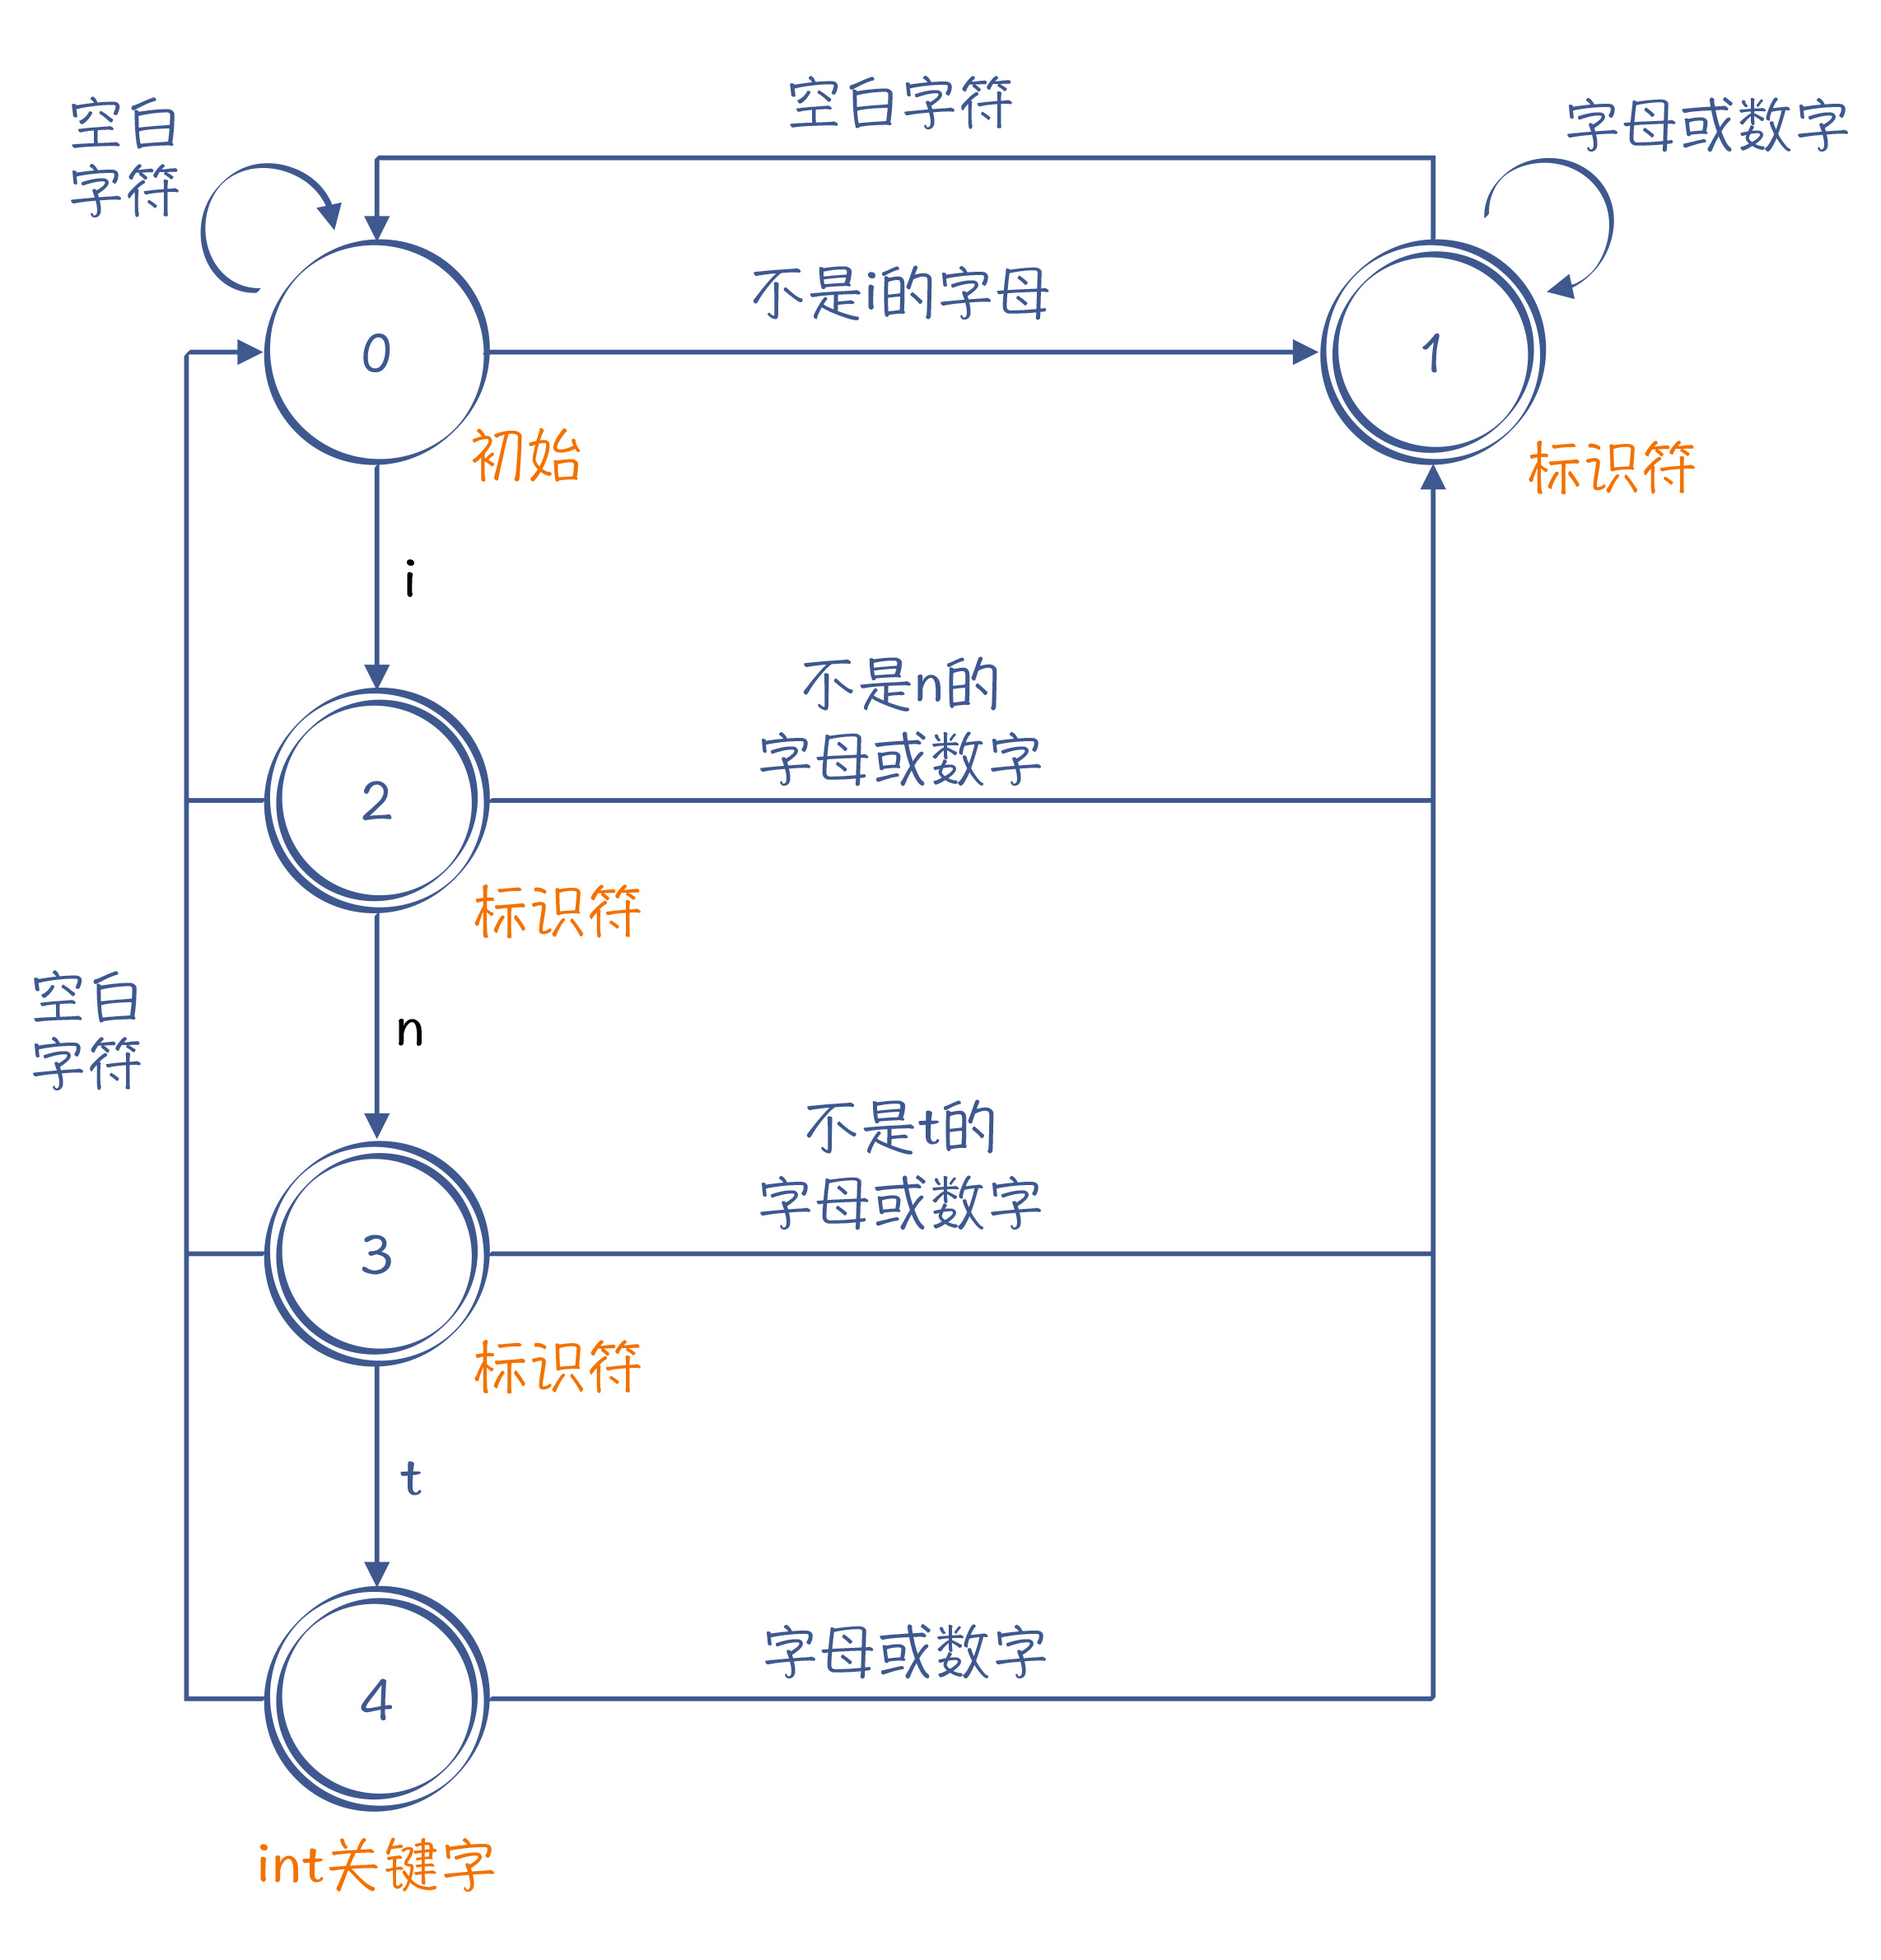 空白字符
空白
字符
字母或数字
不是i的字母
0
1
初始
标识符
i
不是n的
字母或数字
2
标识符
空白
字符
n
不是t的
字母或数字
3
标识符
t
字母或数字
4
int关键字